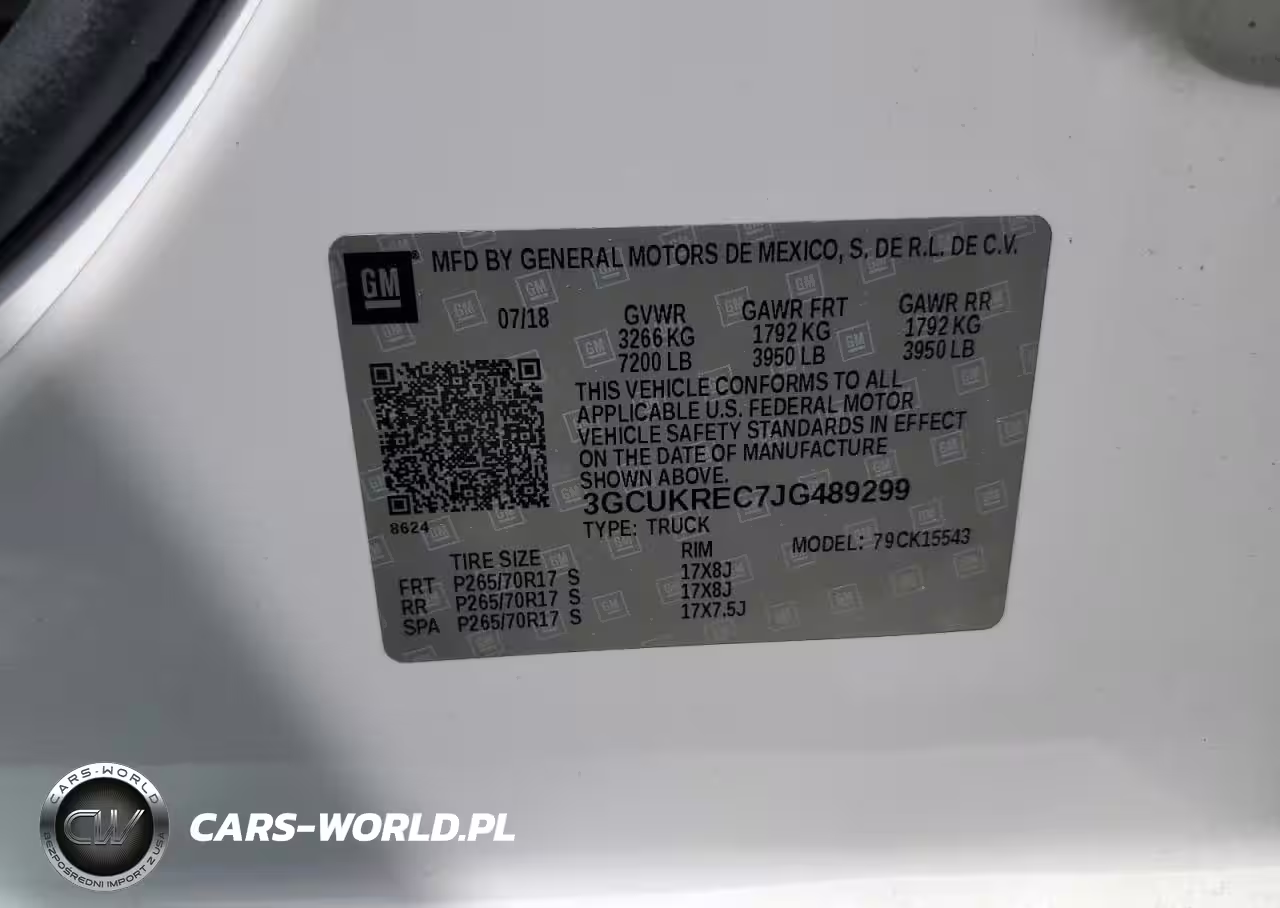 GM
MFD BY GENERAL MOTORS DE MEXICO, S. DE R.L. DE C.V.
07/18
GVWR GAWR FRT GAWR RR
3266 KG 1792 KG 1792 KG
7200 LB 3950 LB 3950 LB
THIS VEHICLE CONFORMS TO ALL
APPLICABLE U.S. FEDERAL MOTOR
VEHICLE SAFETY STANDARDS IN EFFECT
ON THE DATE OF MANUFACTURE
SHOWN ABOVE.
3GCUKREC7JG489299
8624
TYPE: TRUCK
MODEL: 79CK15543
TIRE SIZE RIM
FRT P265/70R17 S 17X8J
RR P265/70R17 S 17X8J
SPA P265/70R17 S 17X7.5J
CARS-WORLD
CW
BEZPOŚREDNI IMPORT Z USA
CARS-WORLD.PL